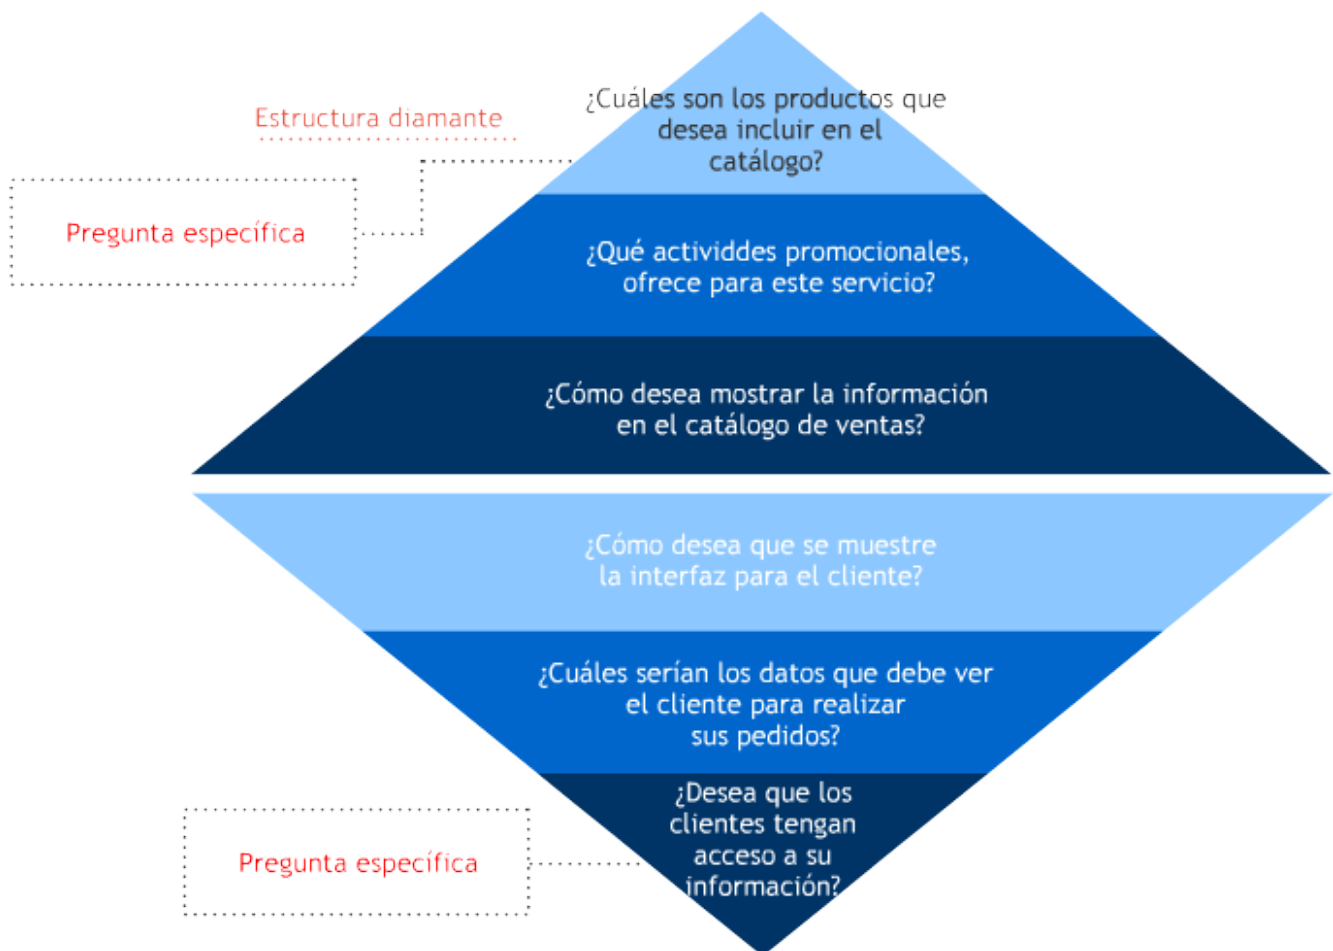 ¿Cuáles son los productos que
desea incluir en el
catálogo?
Estructura diamante
Pregunta específica
¿Qué actividdes promocionales,
ofrece para este servicio?
¿Cómo desea mostrar la información
en el catálogo de ventas?
¿Cómo desea que se muestre
la interfaz para el cliente?
¿Cuáles serían los datos que debe ver
el cliente para realizar
sus pedidos?
¿Desea que los
clientes tengan
acceso a su
información?
Pregunta específica